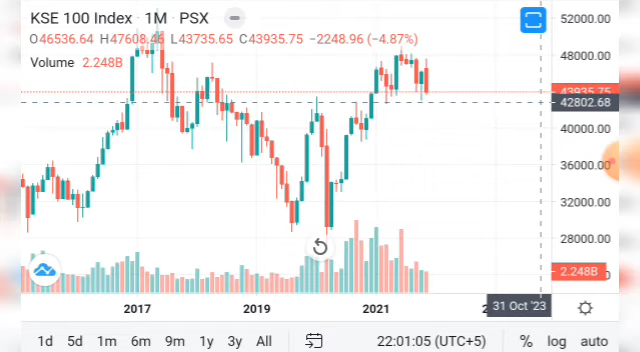 KSE 100 Index · 1M · PSX
O46536.64 H47608.46 L43735.65 C43935.75 −2248.96 (−4.87%)
Volume 2.248B
52000.00
48000.00
43935.75
42802.68
40000.00
36000.00
32000.00
28000.00
2.248B
2017 2019 2021 31 Oct '23
1d 5d 1m 6m 9m 1y 3y All 22:01:05 (UTC+5) % log auto